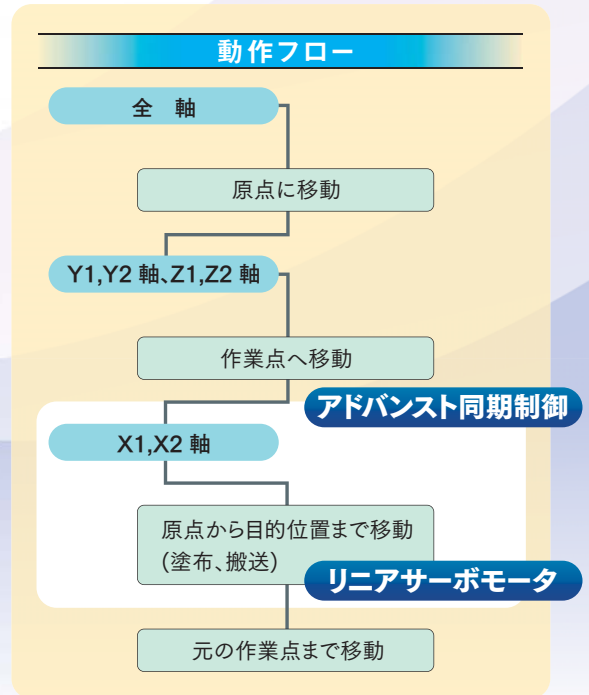 動作フロー
全　軸
原点に移動
Y1,Y2 軸、Z1,Z2 軸
作業点へ移動
アドバンスト同期制御
X1,X2 軸
原点から目的位置まで移動
(塗布、搬送)
リニアサーボモータ
元の作業点まで移動